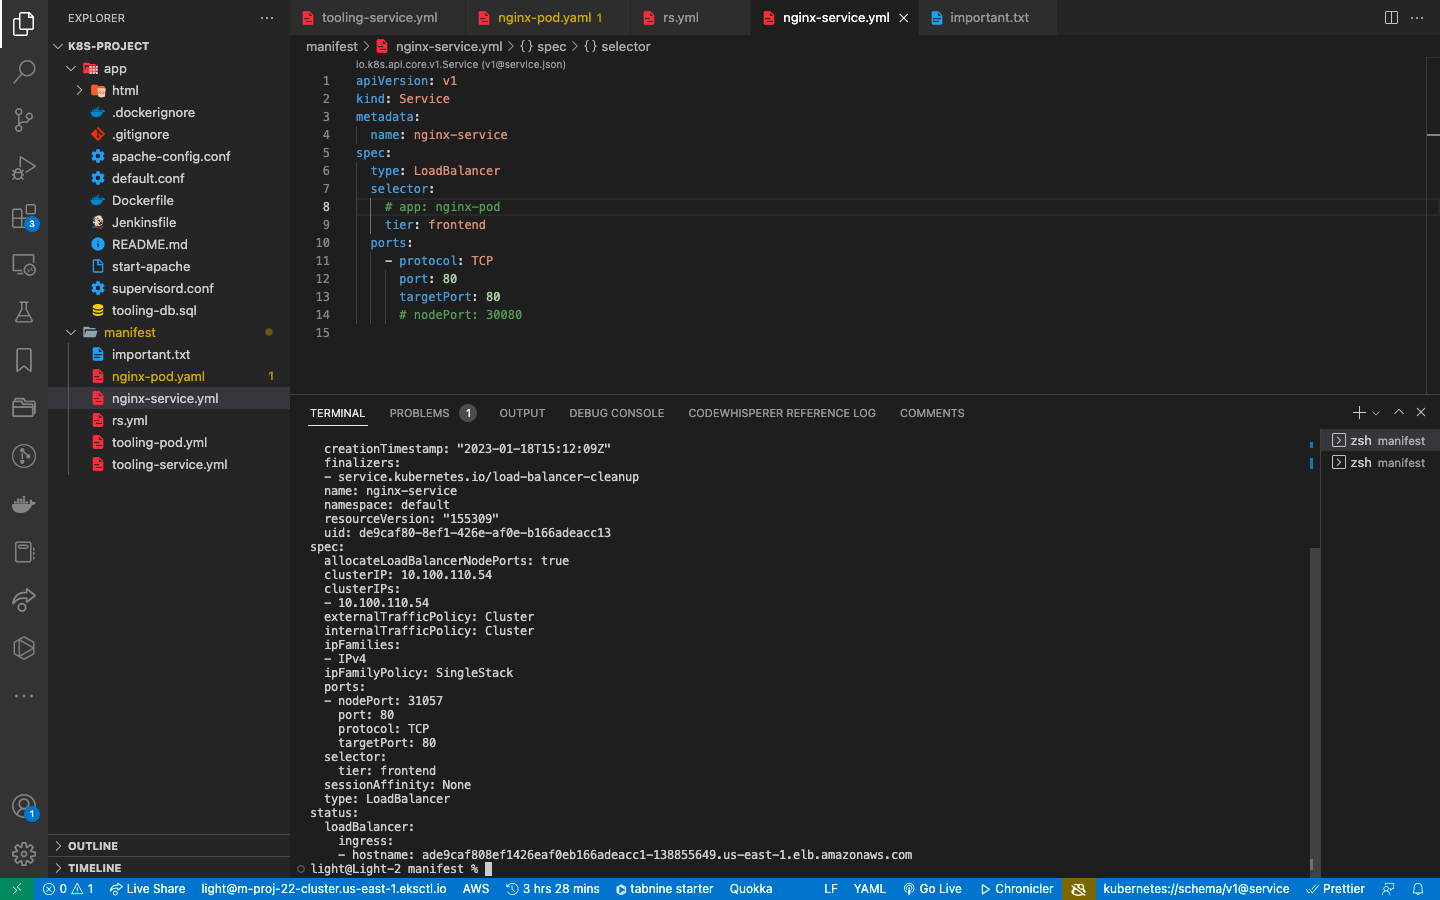 EXPLORER
K8S-PROJECT
app
html
.dockerignore
.gitignore
apache-config.conf
default.conf
Dockerfile
Jenkinsfile
README.md
start-apache
supervisord.conf
tooling-db.sql
manifest
important.txt
nginx-pod.yaml 1
nginx-service.yml
rs.yml
tooling-pod.yml
tooling-service.yml
OUTLINE
TIMELINE
3
1
tooling-service.yml
nginx-pod.yaml 1
rs.yml
nginx-service.yml
important.txt
manifest > nginx-service.yml > {} spec > {} selector
io.k8s.api.core.v1.Service (v1@service.json)
1 apiVersion: v1
2 kind: Service
3 metadata:
4 name: nginx-service
5 spec:
6 type: LoadBalancer
7 selector:
8 # app: nginx-pod
9 tier: frontend
10 ports:
11 - protocol: TCP
12 port: 80
13 targetPort: 80
14 # nodePort: 30080
15
TERMINAL PROBLEMS 1 OUTPUT DEBUG CONSOLE CODEWHISPERER REFERENCE LOG COMMENTS
zsh manifest
zsh manifest
creationTimestamp: "2023-01-18T15:12:09Z"
finalizers:
- service.kubernetes.io/load-balancer-cleanup
name: nginx-service
namespace: default
resourceVersion: "155309"
uid: de9caf80-8ef1-426e-af0e-b166adeacc13
spec:
allocateLoadBalancerNodePorts: true
clusterIP: 10.100.110.54
clusterIPs:
- 10.100.110.54
externalTrafficPolicy: Cluster
internalTrafficPolicy: Cluster
ipFamilies:
- IPv4
ipFamilyPolicy: SingleStack
ports:
- nodePort: 31057
port: 80
protocol: TCP
targetPort: 80
selector:
tier: frontend
sessionAffinity: None
type: LoadBalancer
status:
loadBalancer:
ingress:
- hostname: ade9caf808ef1426eaf0eb166adeacc1-138855649.us-east-1.elb.amazonaws.com
light@Light-2 manifest %
0 1 Live Share light@m-proj-22-cluster.us-east-1.eksctl.io AWS 3 hrs 28 mins tabnine starter Quokka LF YAML Go Live Chronicler kubernetes://schema/v1@service Prettier